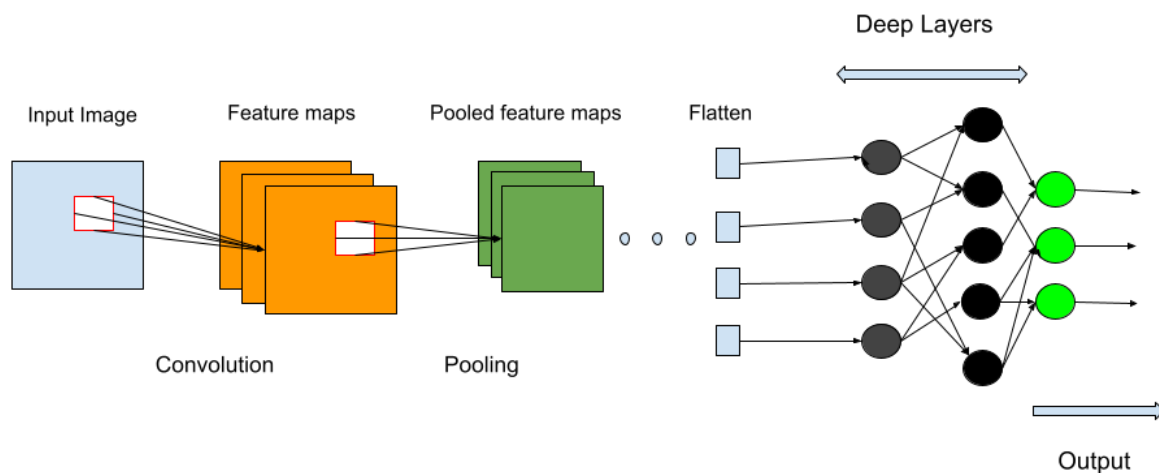 Deep Layers
Input Image
Feature maps
Pooled feature maps
Flatten
Convolution
Pooling
Output